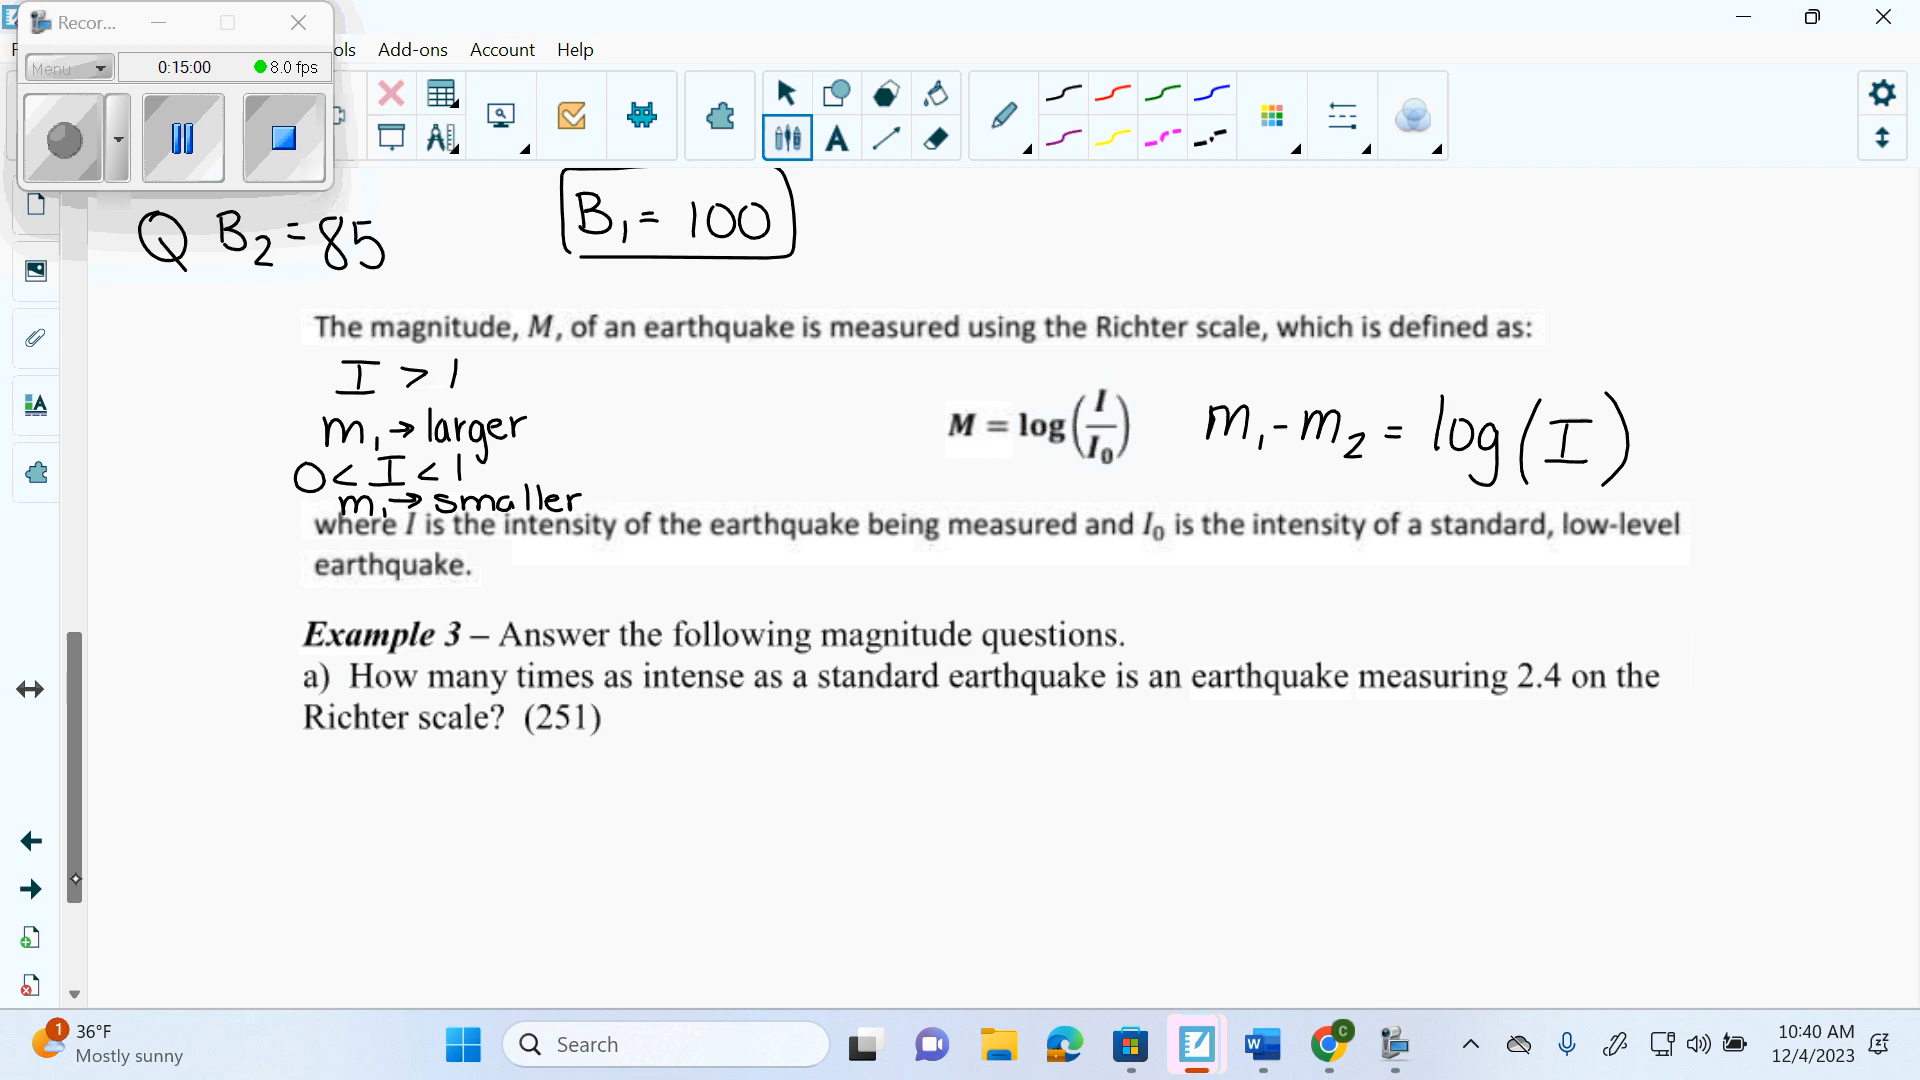 Recor...
Menu
0:15:00
8.0 fps
ols Add-ons Account Help
Q B2 = 85
B1 = 100
The magnitude, M, of an earthquake is measured using the Richter scale, which is defined as:
I > 1
m1 → larger
0 < I < 1
m1 → smaller
M = log(I/I0)
m1 - m2 = log(I)
where I is the intensity of the earthquake being measured and I0 is the intensity of a standard, low-level
earthquake.
Example 3 – Answer the following magnitude questions.
a) How many times as intense as a standard earthquake is an earthquake measuring 2.4 on the
Richter scale? (251)
1
36°F
Mostly sunny
Search
C
10:40 AM
12/4/2023